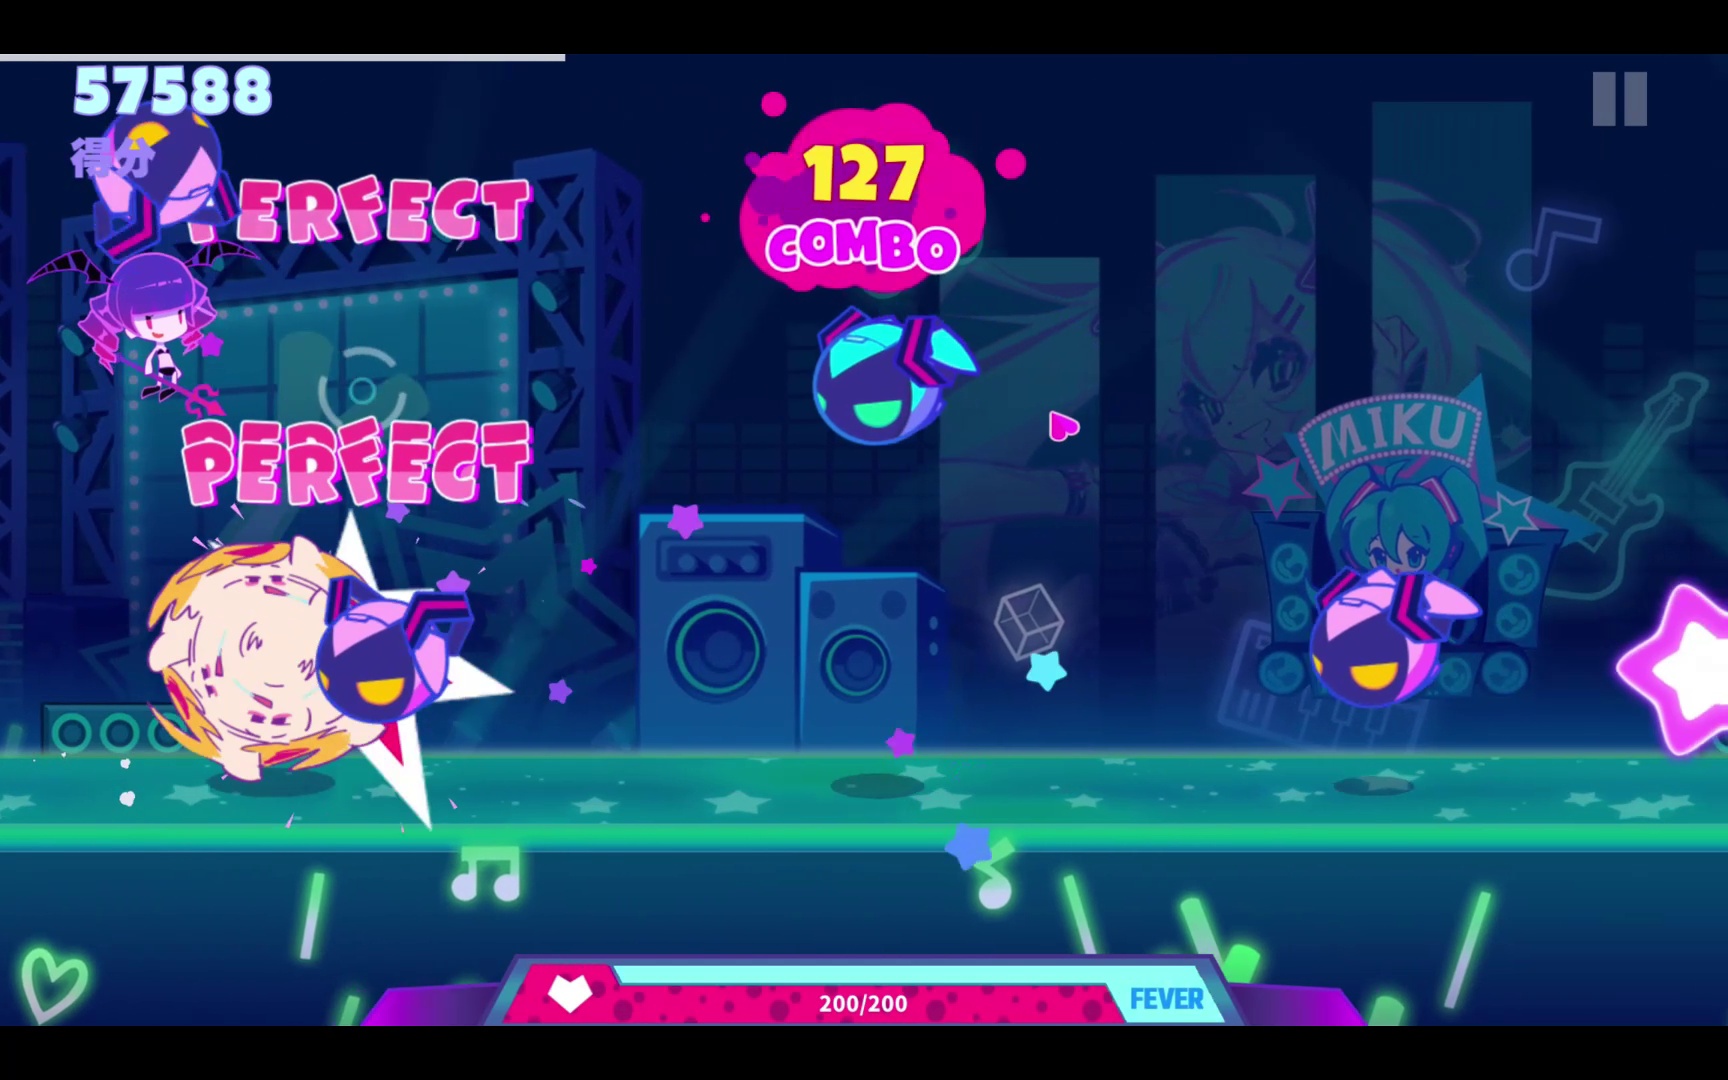 57588
得分
PERFECT
127
COMBO
MIKU
PERFECT
200/200
FEVER